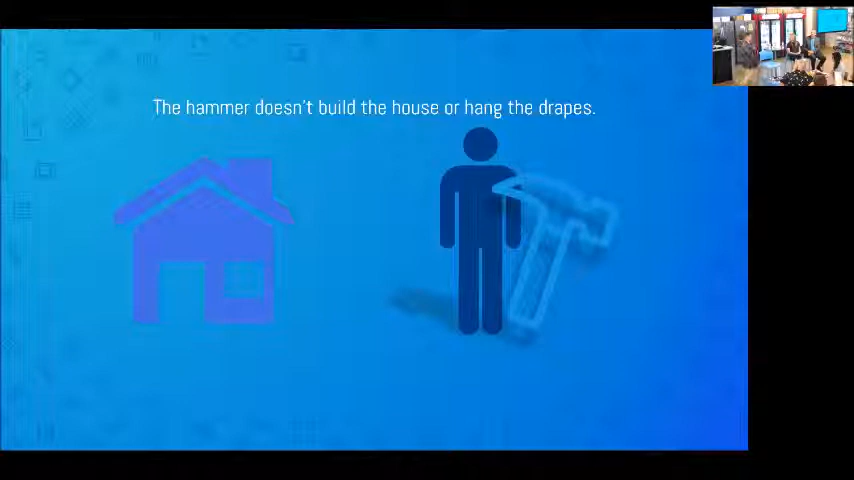 The hammer doesn't build the house or hang the drapes.